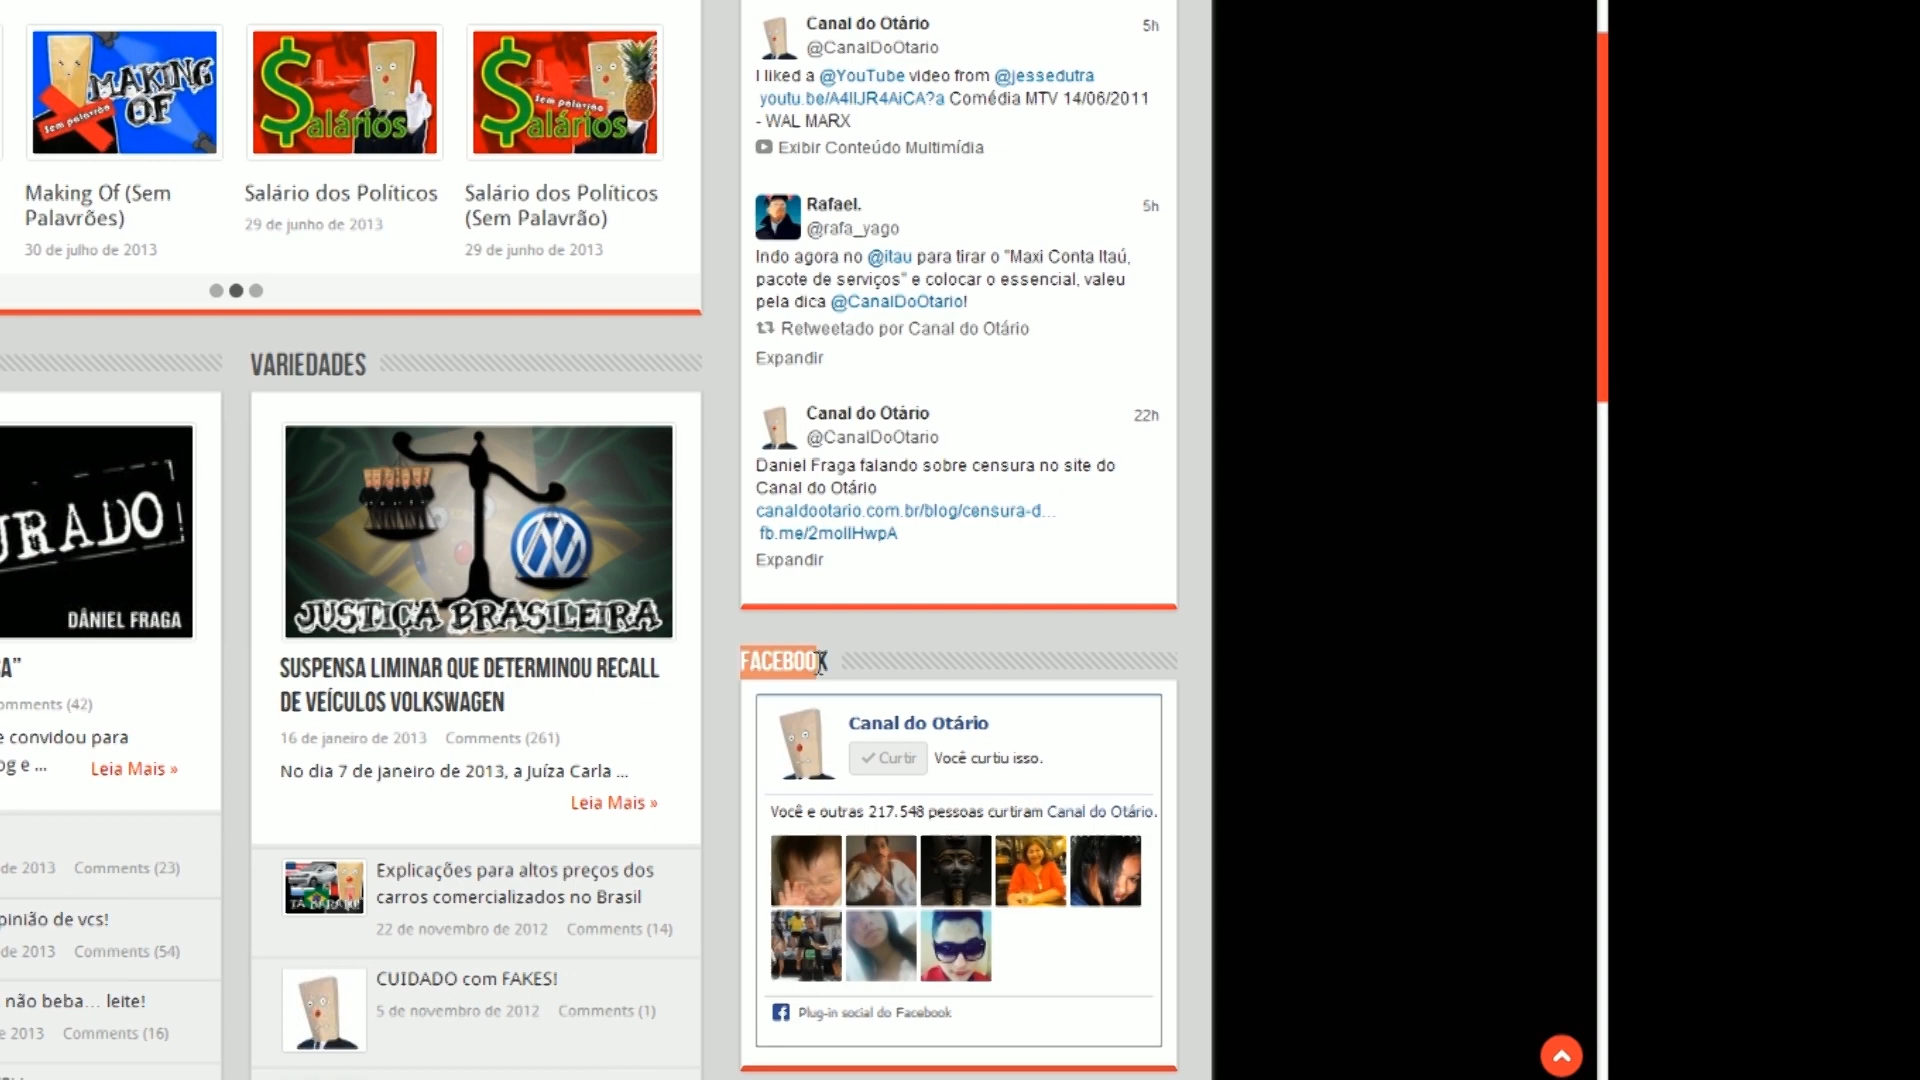 MAKING OF
Sem palavrão
$alários
$alários
Sem palavrão
Making Of (Sem
Palavrões)
30 de julho de 2013
Salário dos Políticos
29 de junho de 2013
Salário dos Políticos
(Sem Palavrão)
29 de junho de 2013
VARIEDADES
URADO
DÂNIEL FRAGA
A”
omments (42)
e convidou para
og e ...
Leia Mais »
de 2013 Comments (23)
pinião de vcs!
de 2013 Comments (54)
não beba... leite!
e 2013 Comments (16)
JUSTIÇA BRASILEIRA
SUSPENSA LIMINAR QUE DETERMINOU RECALL
DE VEÍCULOS VOLKSWAGEN
16 de janeiro de 2013 Comments (261)
No dia 7 de janeiro de 2013, a Juíza Carla ...
Leia Mais »
Explicações para altos preços dos
carros comercializados no Brasil
22 de novembro de 2012 Comments (14)
CUIDADO com FAKES!
5 de novembro de 2012 Comments (1)
Canal do Otário 5h
@CanalDoOtario
I liked a @YouTube video from @jessedutra
youtu.be/A4IIJR4AiCA?a Comédia MTV 14/06/2011
- WAL MARX
Exibir Conteúdo Multimídia
Rafael. 5h
@rafa_yago
Indo agora no @itau para tirar o "Maxi Conta Itaú,
pacote de serviços" e colocar o essencial, valeu
pela dica @CanalDoOtario!
Retweetado por Canal do Otário
Expandir
Canal do Otário 22h
@CanalDoOtario
Daniel Fraga falando sobre censura no site do
Canal do Otário
canaldootario.com.br/blog/censura-d...
fb.me/2molIHwpA
Expandir
FACEBOOK
Canal do Otário
Curtir Você curtiu isso.
Você e outras 217.548 pessoas curtiram Canal do Otário.
Plug-in social do Facebook